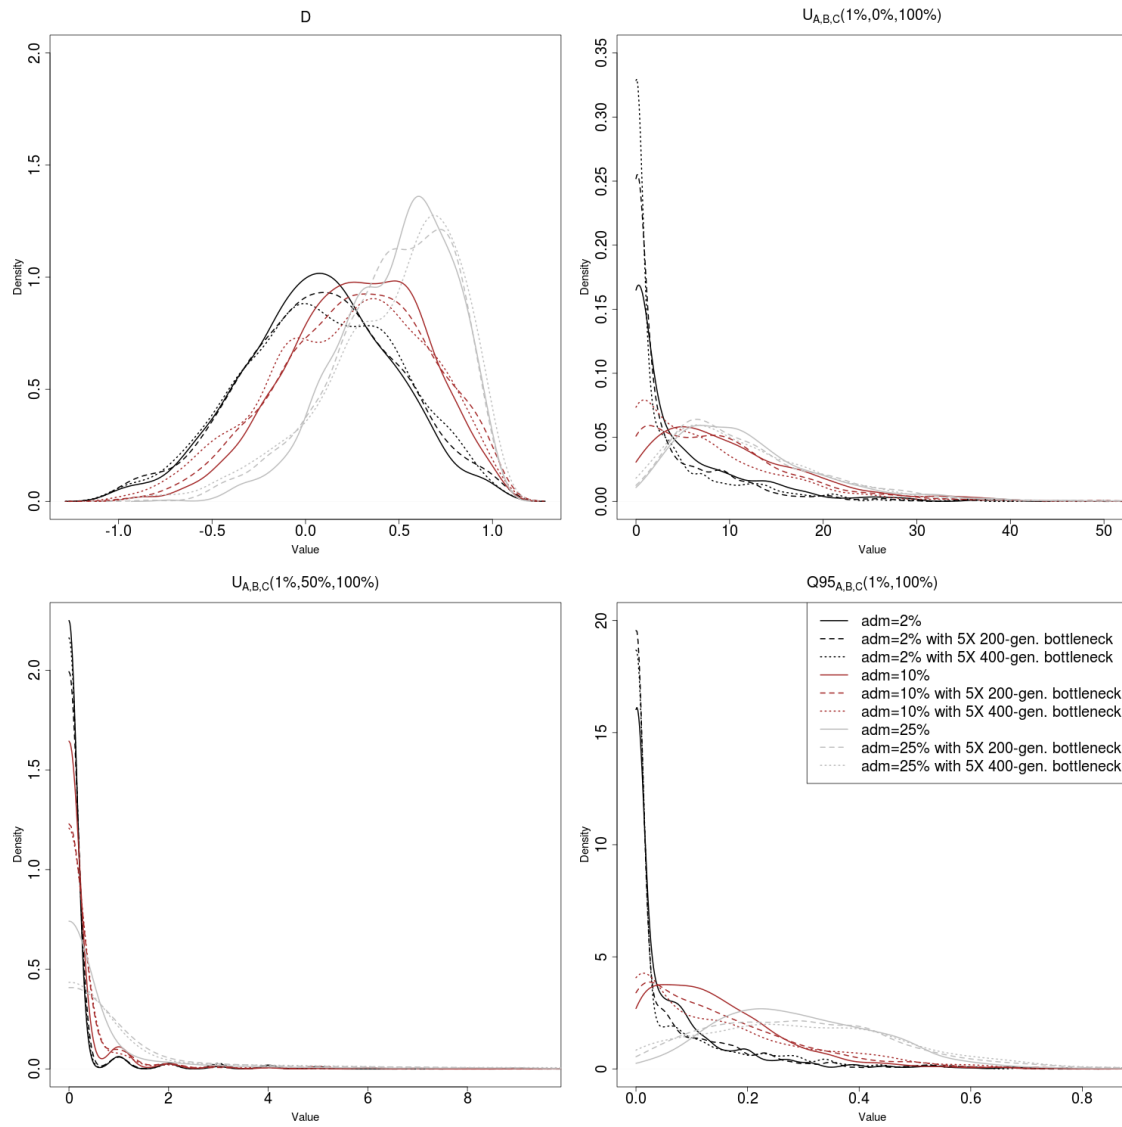 D
2.0
1.5
1.0
0.5
0.0
Density
-1.0 -0.5 0.0 0.5 1.0
Value
U_A,B,C(1%,0%,100%)
0.35
0.30
0.25
0.20
0.15
0.10
0.05
0.00
Density
0 10 20 30 40 50
Value
U_A,B,C(1%,50%,100%)
2.0
1.5
1.0
0.5
0.0
Density
0 2 4 6 8
Value
Q95_A,B,C(1%,100%)
20
15
10
5
0
Density
0.0 0.2 0.4 0.6 0.8
Value
adm=2%
adm=2% with 5X 200-gen. bottleneck
adm=2% with 5X 400-gen. bottleneck
adm=10%
adm=10% with 5X 200-gen. bottleneck
adm=10% with 5X 400-gen. bottleneck
adm=25%
adm=25% with 5X 200-gen. bottleneck
adm=25% with 5X 400-gen. bottleneck